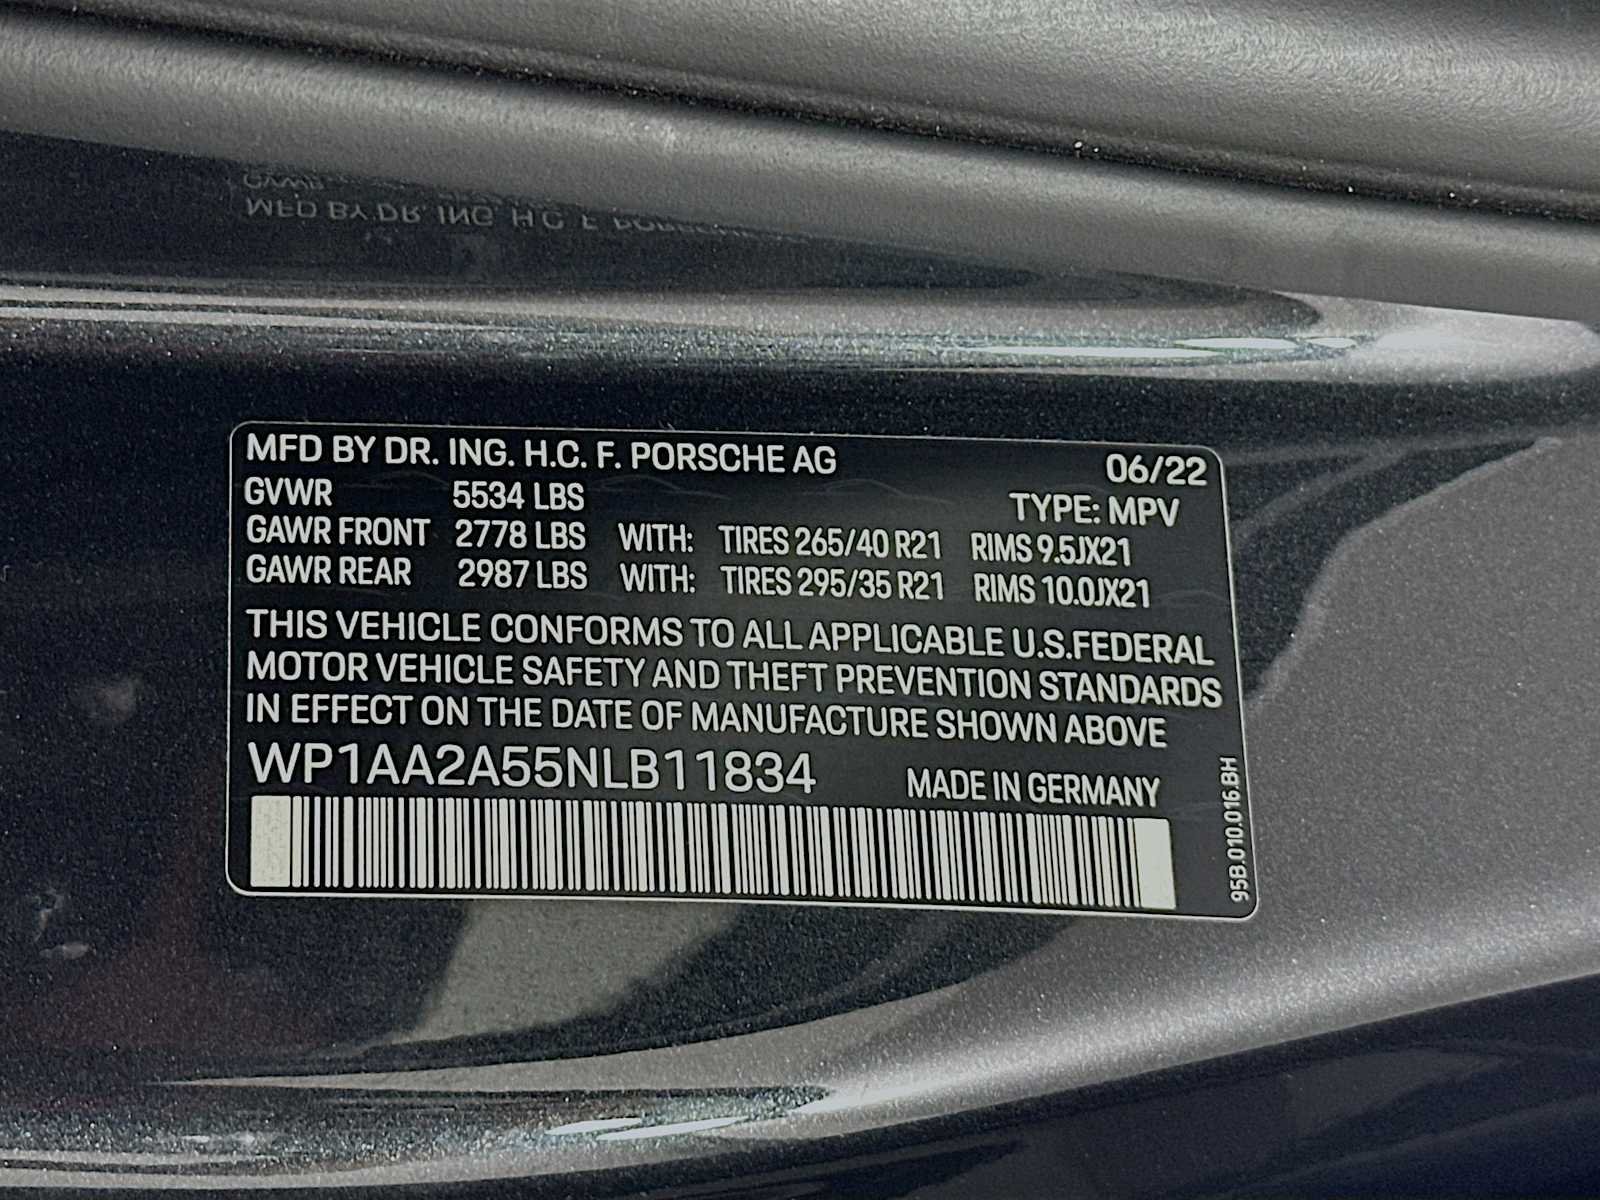 MFD BY DR. ING. H.C. F. PORSCHE AG 06/22
GVWR 5534 LBS TYPE: MPV
GAWR FRONT 2778 LBS WITH: TIRES 265/40 R21 RIMS 9.5JX21
GAWR REAR 2987 LBS WITH: TIRES 295/35 R21 RIMS 10.0JX21
THIS VEHICLE CONFORMS TO ALL APPLICABLE U.S.FEDERAL
MOTOR VEHICLE SAFETY AND THEFT PREVENTION STANDARDS
IN EFFECT ON THE DATE OF MANUFACTURE SHOWN ABOVE
WP1AA2A55NLB11834 MADE IN GERMANY
95B.010.016.BH